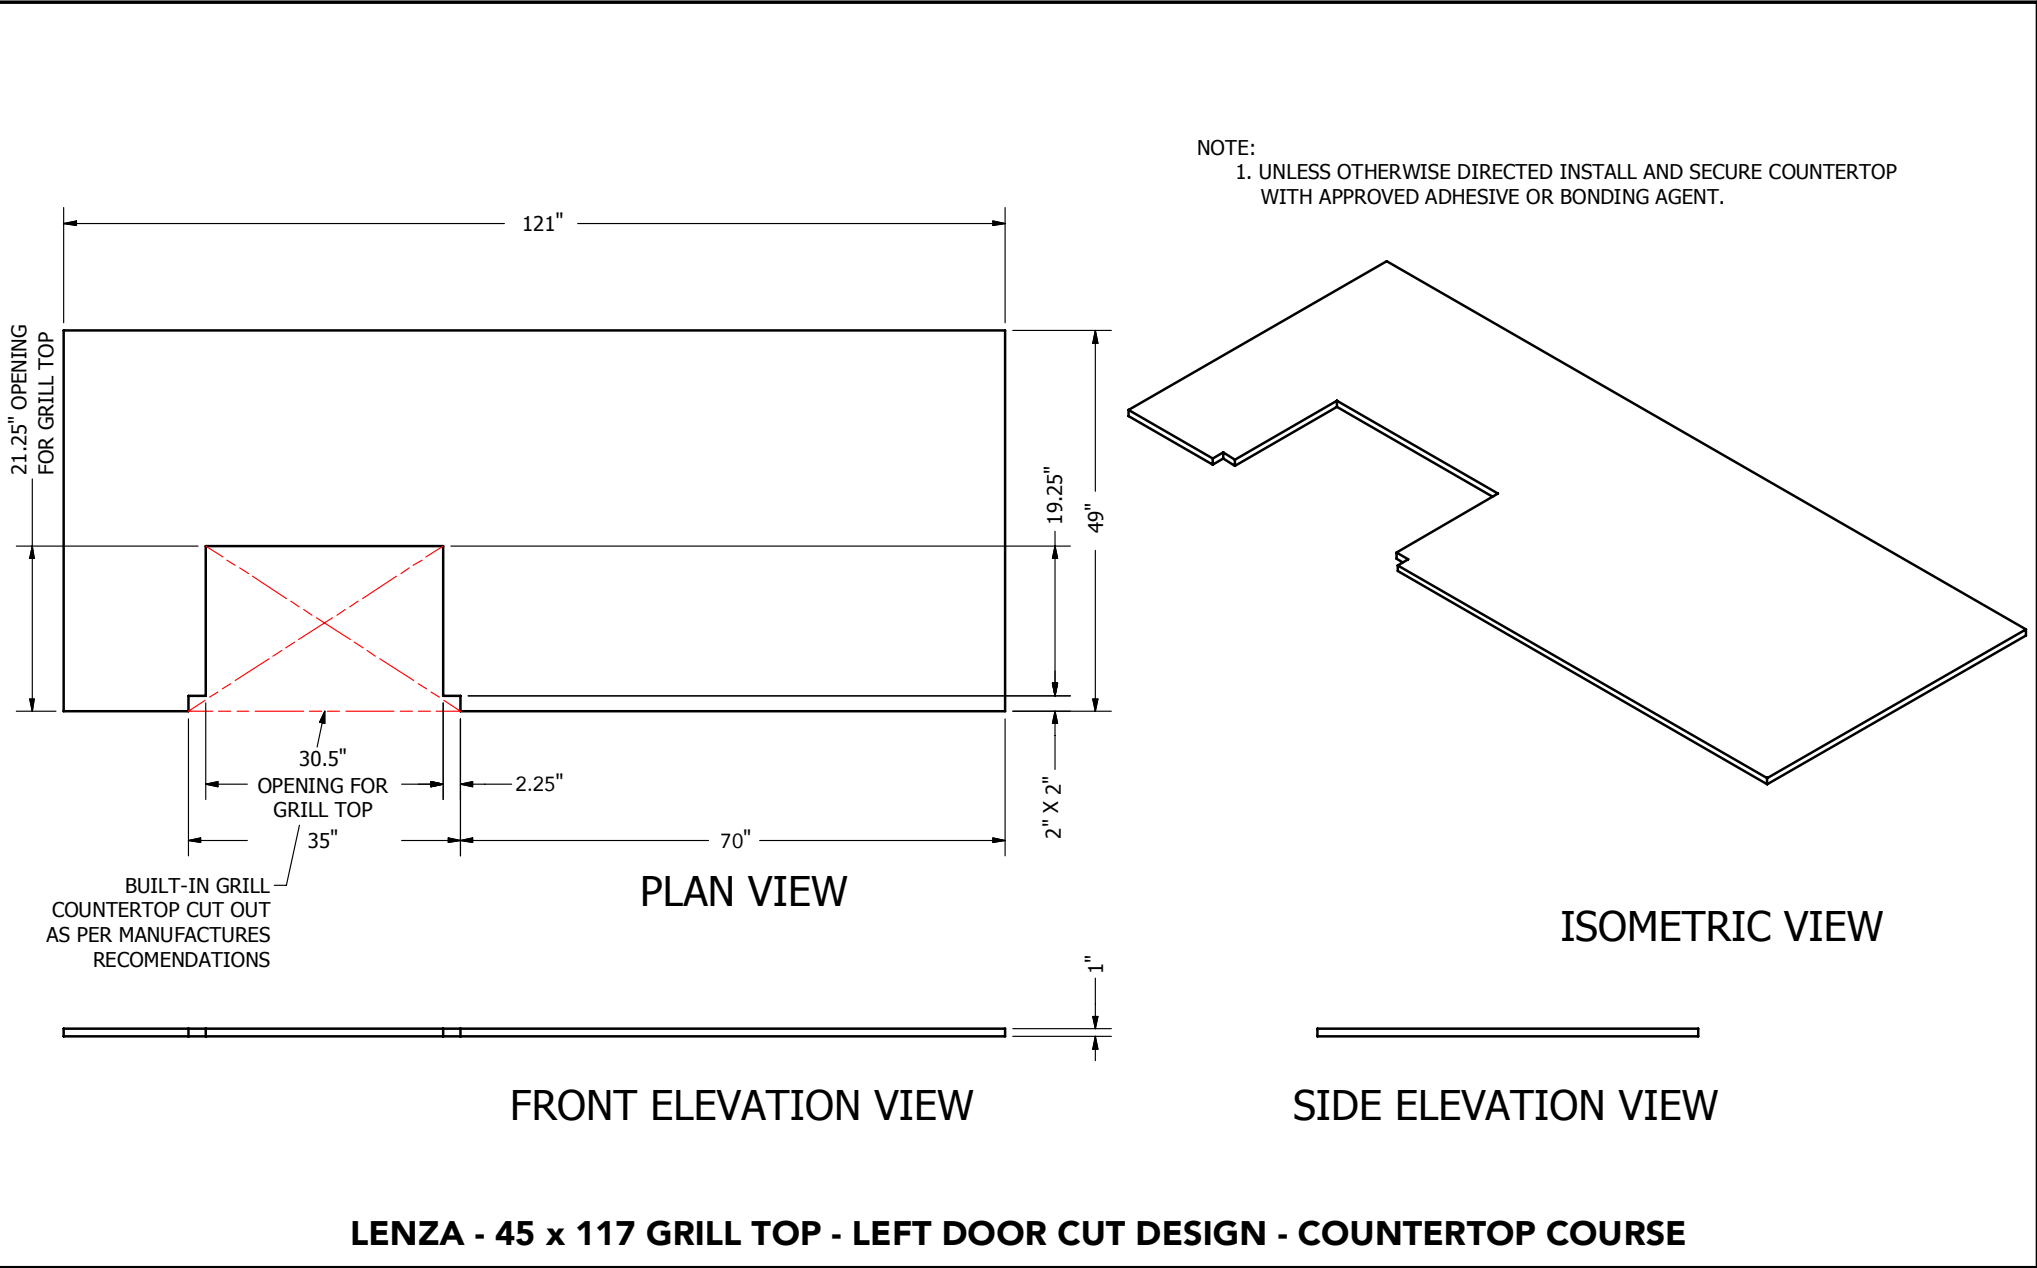 NOTE:
1. UNLESS OTHERWISE DIRECTED INSTALL AND SECURE COUNTERTOP
WITH APPROVED ADHESIVE OR BONDING AGENT.
121"
21.25" OPENING
FOR GRILL TOP
19.25"
49"
30.5"
OPENING FOR
GRILL TOP
2.25"
2" X 2"
35"
70"
BUILT-IN GRILL
COUNTERTOP CUT OUT
AS PER MANUFACTURES
RECOMENDATIONS
PLAN VIEW
ISOMETRIC VIEW
1"
FRONT ELEVATION VIEW
SIDE ELEVATION VIEW
LENZA - 45 x 117 GRILL TOP - LEFT DOOR CUT DESIGN - COUNTERTOP COURSE